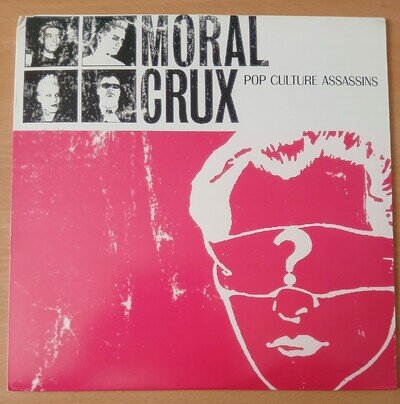 MORAL
CRUX
POP CULTURE ASSASSINS
?